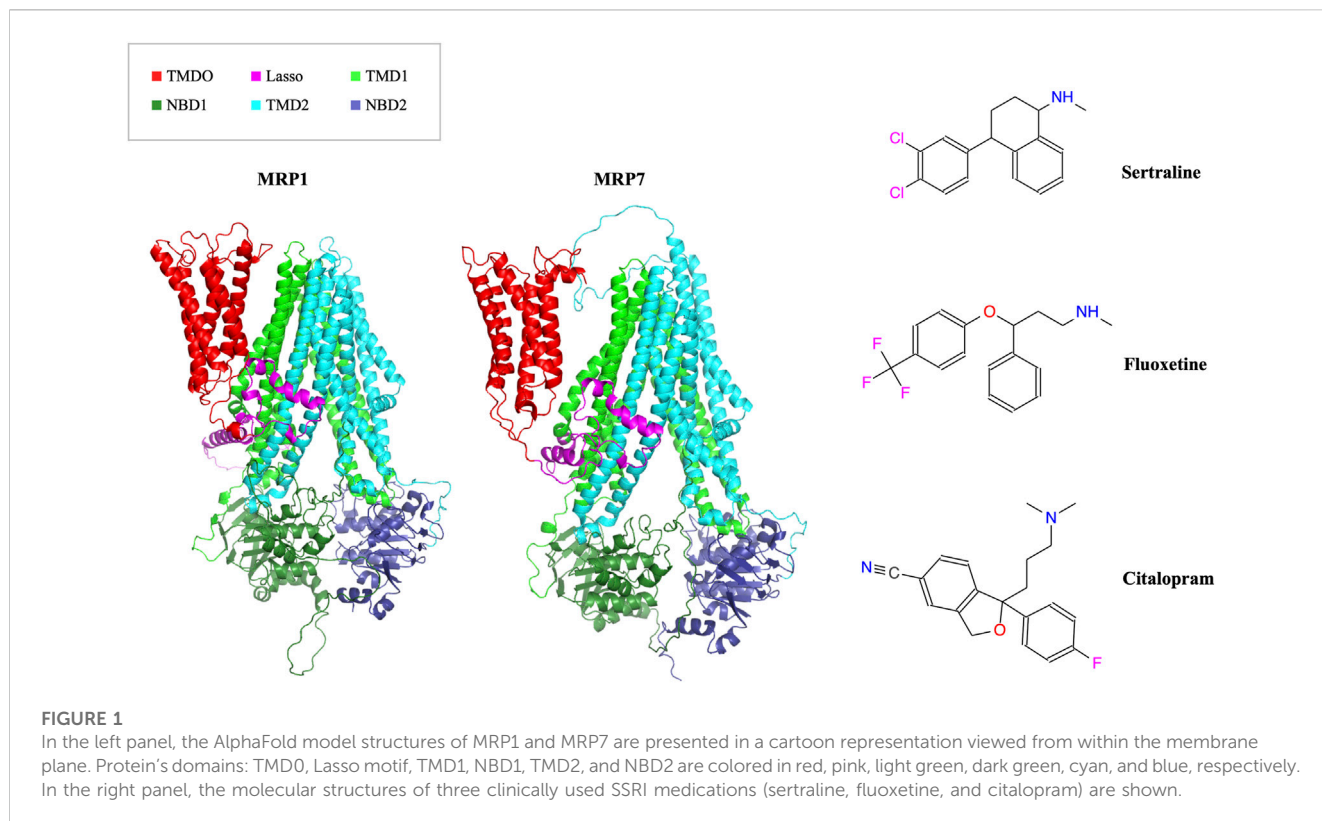 TMDO Lasso TMD1
NBD1 TMD2 NBD2
MRP1
MRP7
NH
Cl
Cl
Sertraline
O
NH
F
F
F
Fluoxetine
N
N≡C
O
F
Citalopram
FIGURE 1
In the left panel, the AlphaFold model structures of MRP1 and MRP7 are presented in a cartoon representation viewed from within the membrane
plane. Protein's domains: TMD0, Lasso motif, TMD1, NBD1, TMD2, and NBD2 are colored in red, pink, light green, dark green, cyan, and blue, respectively.
In the right panel, the molecular structures of three clinically used SSRI medications (sertraline, fluoxetine, and citalopram) are shown.